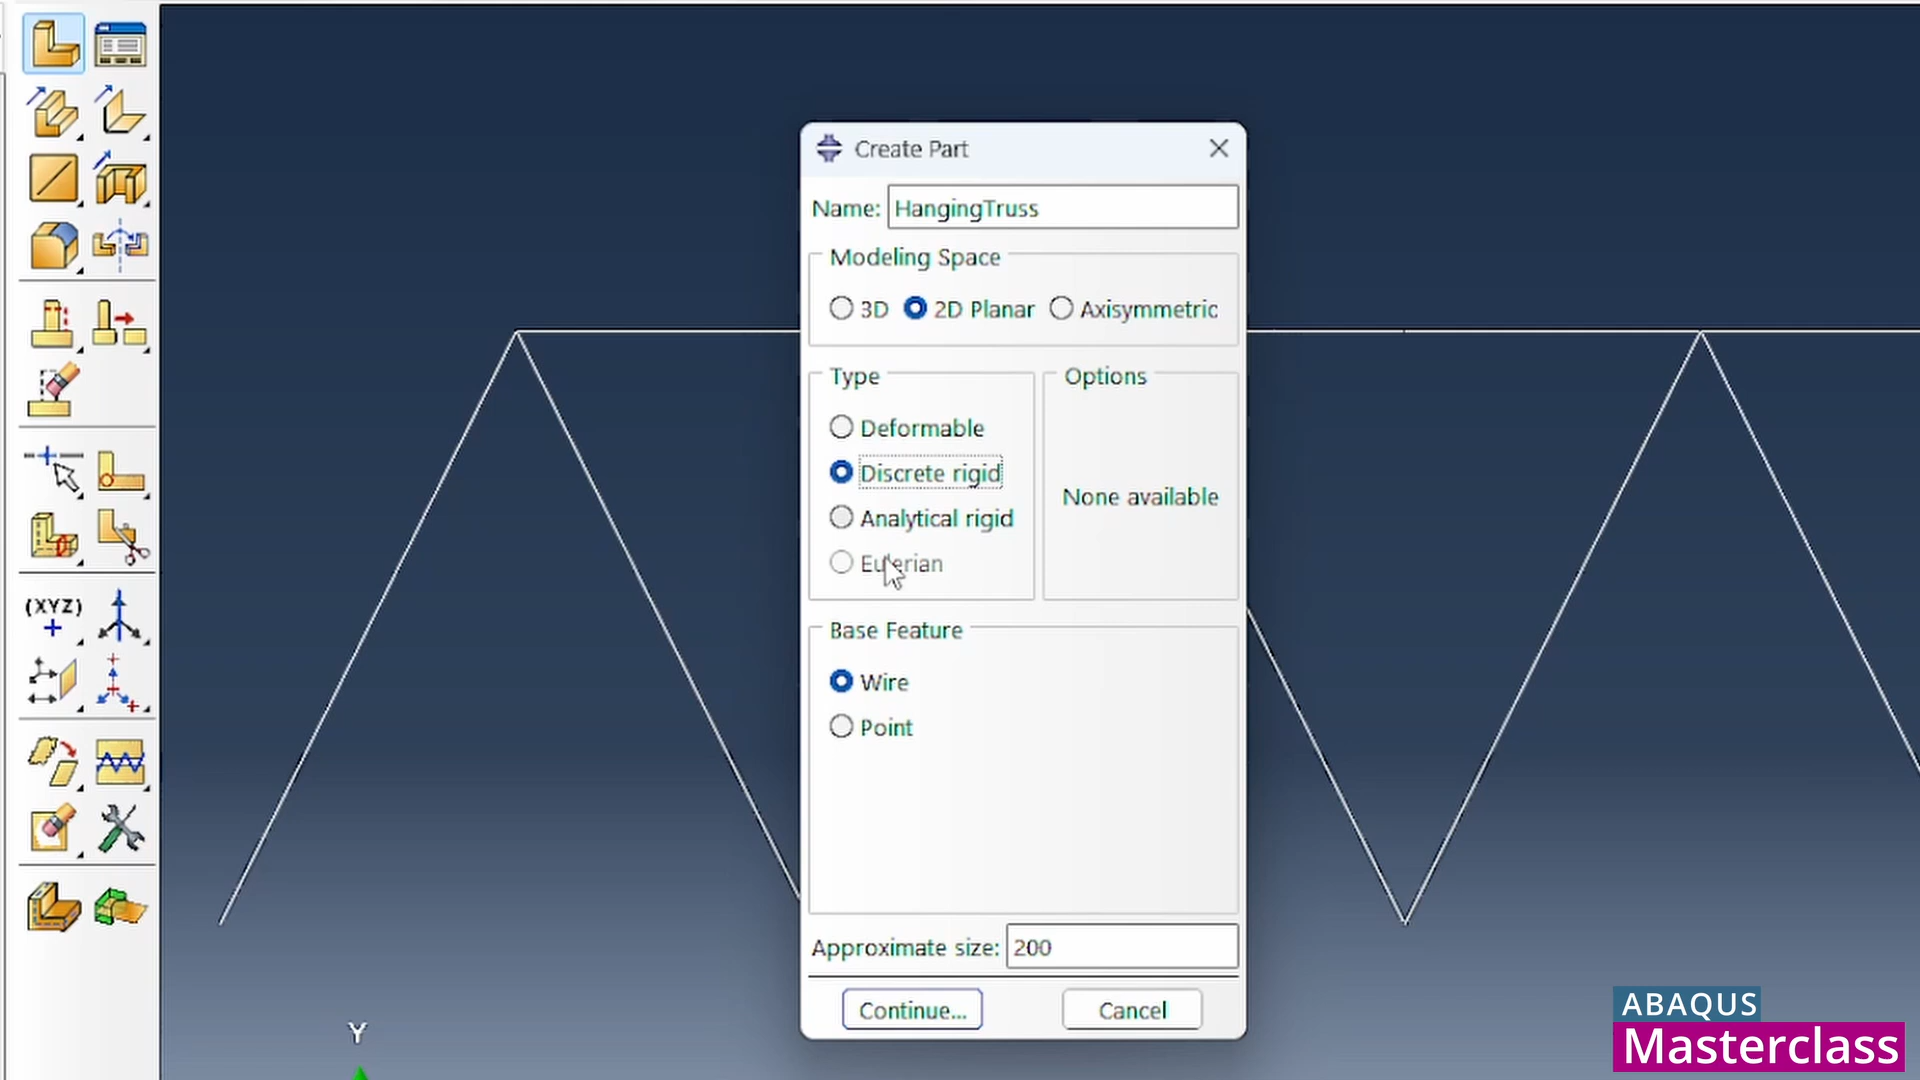 Create Part
Name: HangingTruss
Modeling Space
3D 2D Planar Axisymmetric
Type
Options
Deformable
Discrete rigid
Analytical rigid
Eulerian
None available
Base Feature
Wire
Point
Approximate size: 200
Continue... Cancel
(XYZ)
Y
ABAQUS
Masterclass